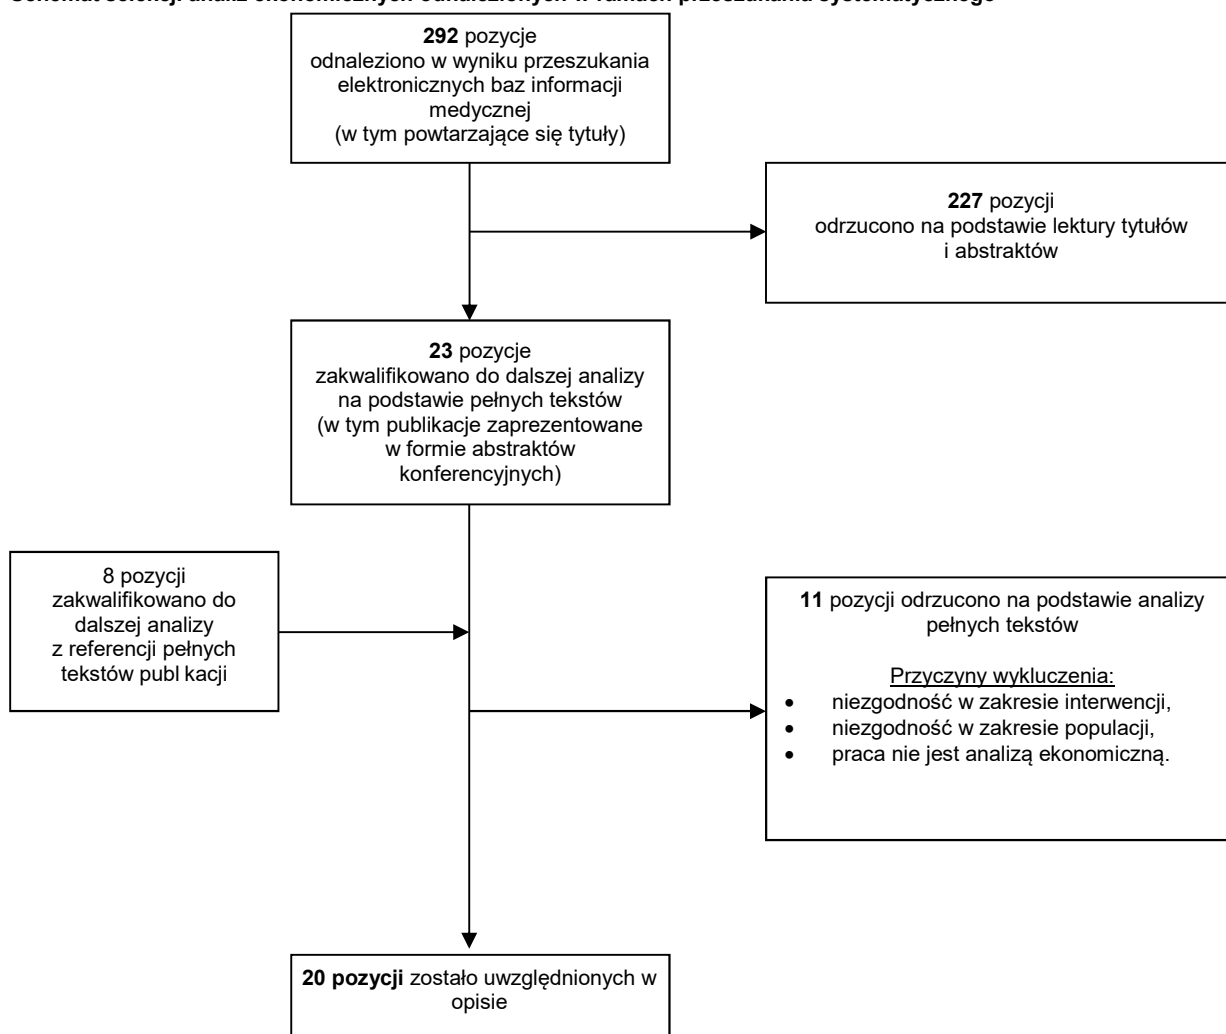 292 pozycje
odnaleziono w wyniku przeszukania
elektronicznych baz informacji
medycznej
(w tym powtarzające się tytuły)
227 pozycji
odrzucono na podstawie lektury tytułów
i abstraktów
23 pozycje
zakwalifikowano do dalszej analizy
na podstawie pełnych tekstów
(w tym publikacje zaprezentowane
w formie abstraktów
konferencyjnych)
8 pozycji
zakwalifikowano do
dalszej analizy
z referencji pełnych
tekstów publ kacji
11 pozycji odrzucono na podstawie analizy
pełnych tekstów
Przyczyny wykluczenia:
• niezgodność w zakresie interwencji,
• niezgodność w zakresie populacji,
• praca nie jest analizą ekonomiczną.
20 pozycji zostało uwzględnionych w
opisie